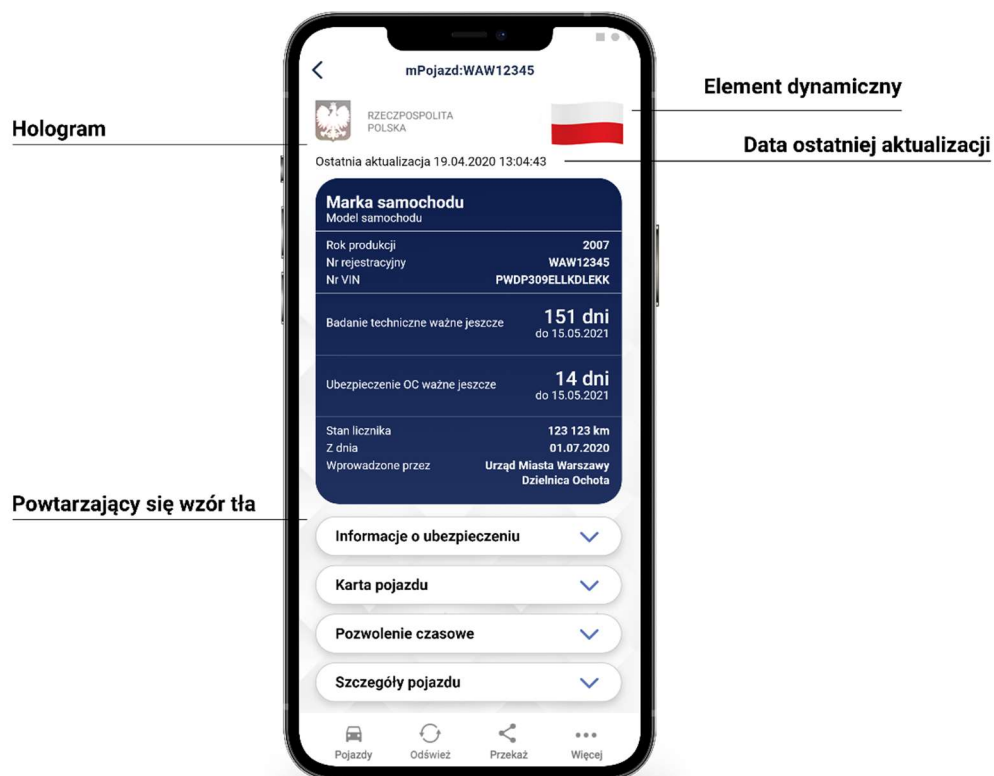 mPojazd:WAW12345
Element dynamiczny
Hologram
RZECZPOSPOLITA
POLSKA
Data ostatniej aktualizacji
Ostatnia aktualizacja 19.04.2020 13:04:43
Marka samochodu
Model samochodu
Rok produkcji 2007
Nr rejestracyjny WAW12345
Nr VIN PWDP309ELLKDLEKK
Badanie techniczne ważne jeszcze 151 dni
do 15.05.2021
Ubezpieczenie OC ważne jeszcze 14 dni
do 15.05.2021
Stan licznika 123 123 km
Z dnia 01.07.2020
Wprowadzone przez Urząd Miasta Warszawy
Dzielnica Ochota
Powtarzający się wzór tła
Informacje o ubezpieczeniu
Karta pojazdu
Pozwolenie czasowe
Szczegóły pojazdu
Pojazdy Odśwież Przekaż Więcej